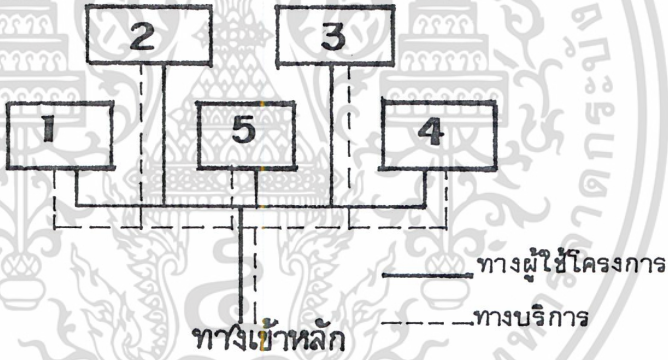 2 3
1 5 4
ทางผู้ใช้โครงการ
ทางบริการ
ทางเข้าหลัก